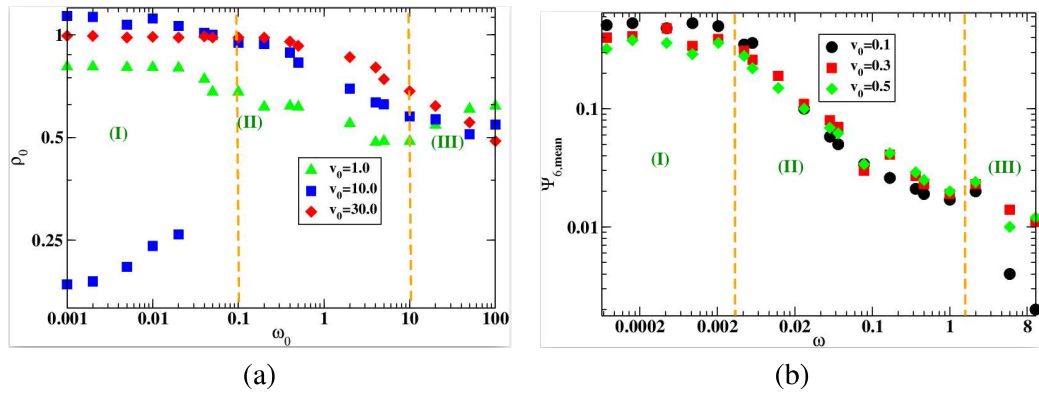 1
0.5
0.25
0.001
0.01
0.1
1
10
100
ρ0
ω0
(I)
(II)
(III)
v0=1.0
v0=10.0
v0=30.0
(a)
0.1
0.01
0.0002
0.002
0.02
0.1
1
8
Ψ6,mean
ω
(I)
(II)
(III)
v0=0.1
v0=0.3
v0=0.5
(b)